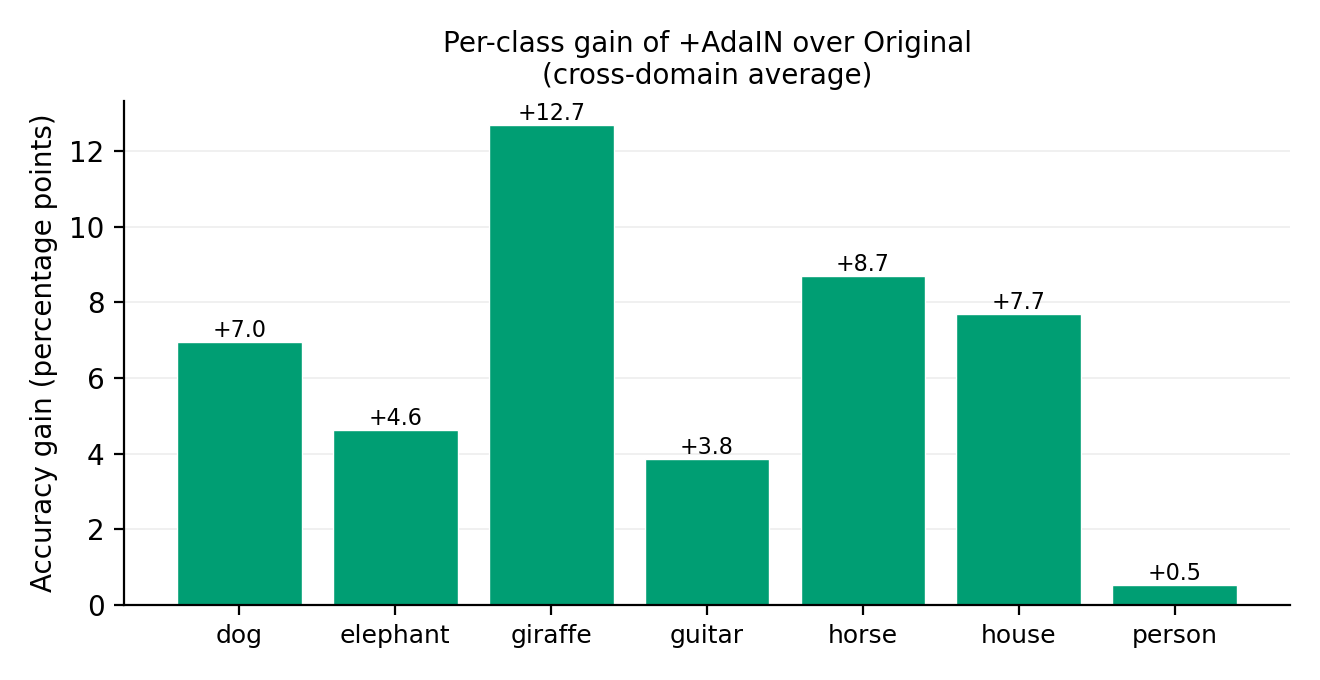 Per-class gain of +AdaIN over Original
(cross-domain average)
Accuracy gain (percentage points)
12
10
8
6
4
2
0
+7.0
+4.6
+12.7
+3.8
+8.7
+7.7
+0.5
dog
elephant
giraffe
guitar
horse
house
person